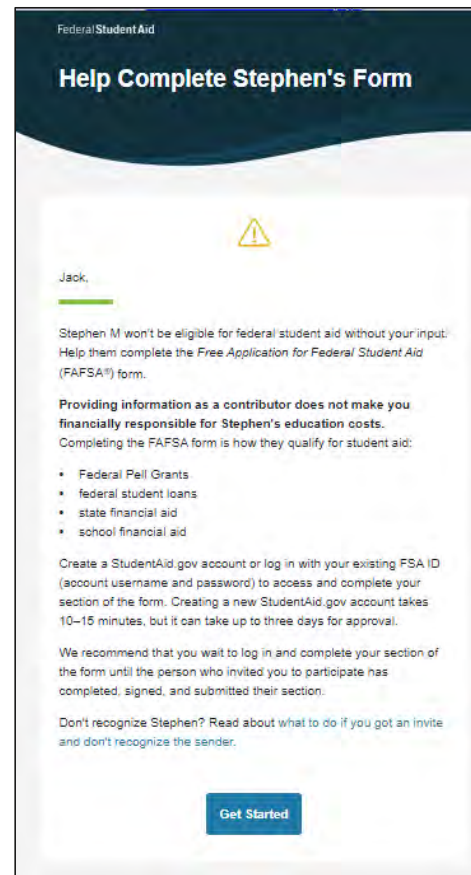 Federal Student Aid
Help Complete Stephen's Form
Jack,
Stephen M won't be eligible for federal student aid without your input.
Help them complete the Free Application for Federal Student Aid
(FAFSA®) form.
Providing information as a contributor does not make you
financially responsible for Stephen's education costs.
Completing the FAFSA form is how they qualify for student aid:
▪ Federal Pell Grants
▪ federal student loans
▪ state financial aid
▪ school financial aid
Create a StudentAid.gov account or log in with your existing FSA ID
(account username and password) to access and complete your
section of the form. Creating a new StudentAid.gov account takes
10–15 minutes, but it can take up to three days for approval.
We recommend that you wait to log in and complete your section of
the form until the person who invited you to participate has
completed, signed, and submitted their section.
Don't recognize Stephen? Read about what to do if you got an invite
and don't recognize the sender.
Get Started